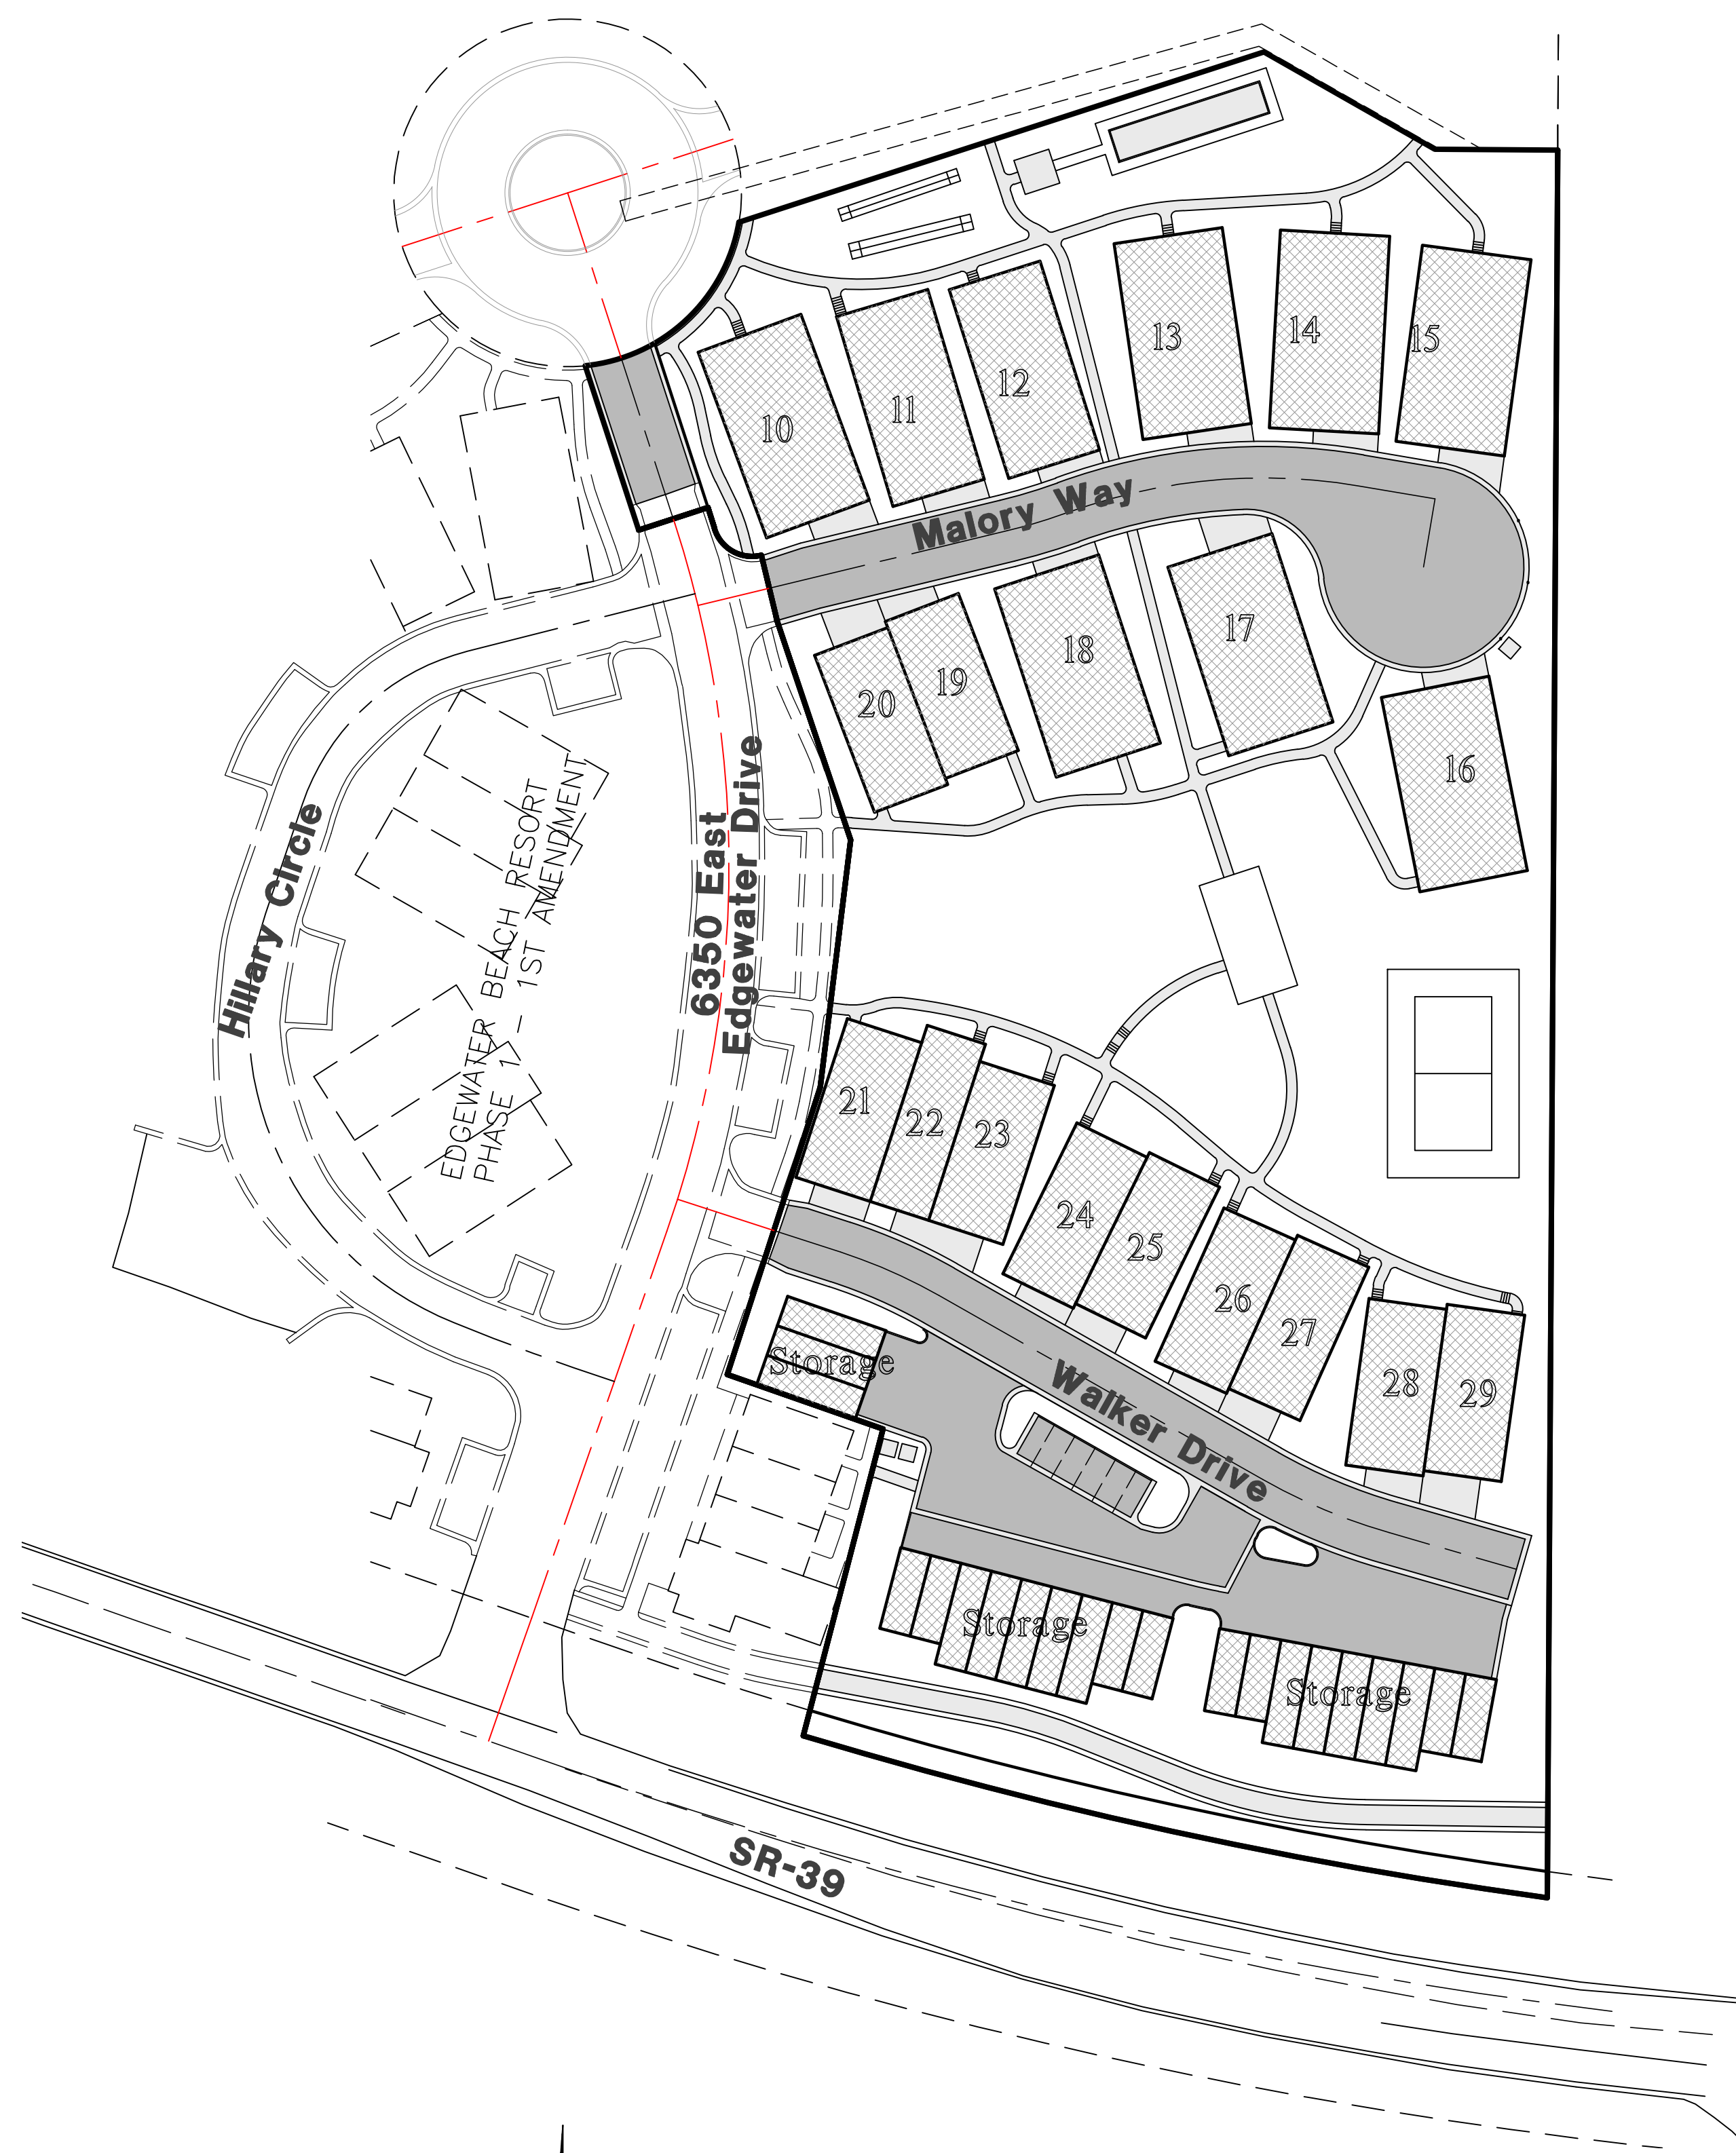 13
14
15
12
11
10
Malory Way
17
18
19
20
16
Hillary Circle
EDGEWATER BEACH RESORT
PHASE 1 - 1ST AMENDMENT
6350 East
Edgewater Drive
21
22
23
24
25
26
27
28
29
Storage
Walker Drive
Storage
Storage
SR-39